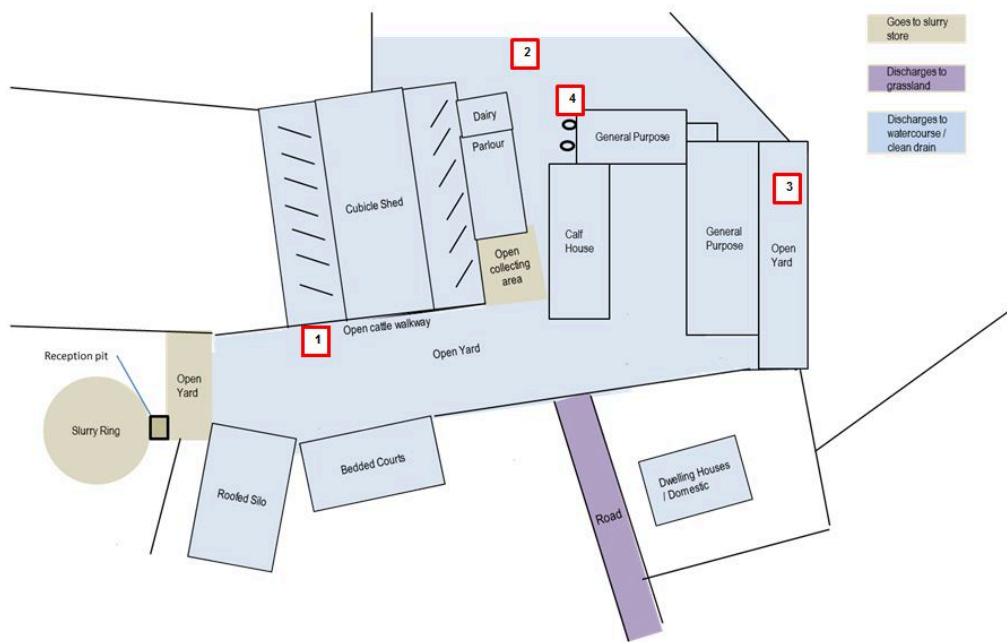 Goes to slurry
store
Discharges to
grassland
Discharges to
watercourse /
clean drain
2
4
Dairy
Parlour
General Purpose
3
Cubicle Shed
Calf
House
General
Purpose
Open
Yard
Open
collecting
area
1
Open cattle walkway
Open Yard
Reception pit
Open
Yard
Slurry Ring
Bedded Courts
Roofed Silo
Dwelling Houses
/ Domestic
Road